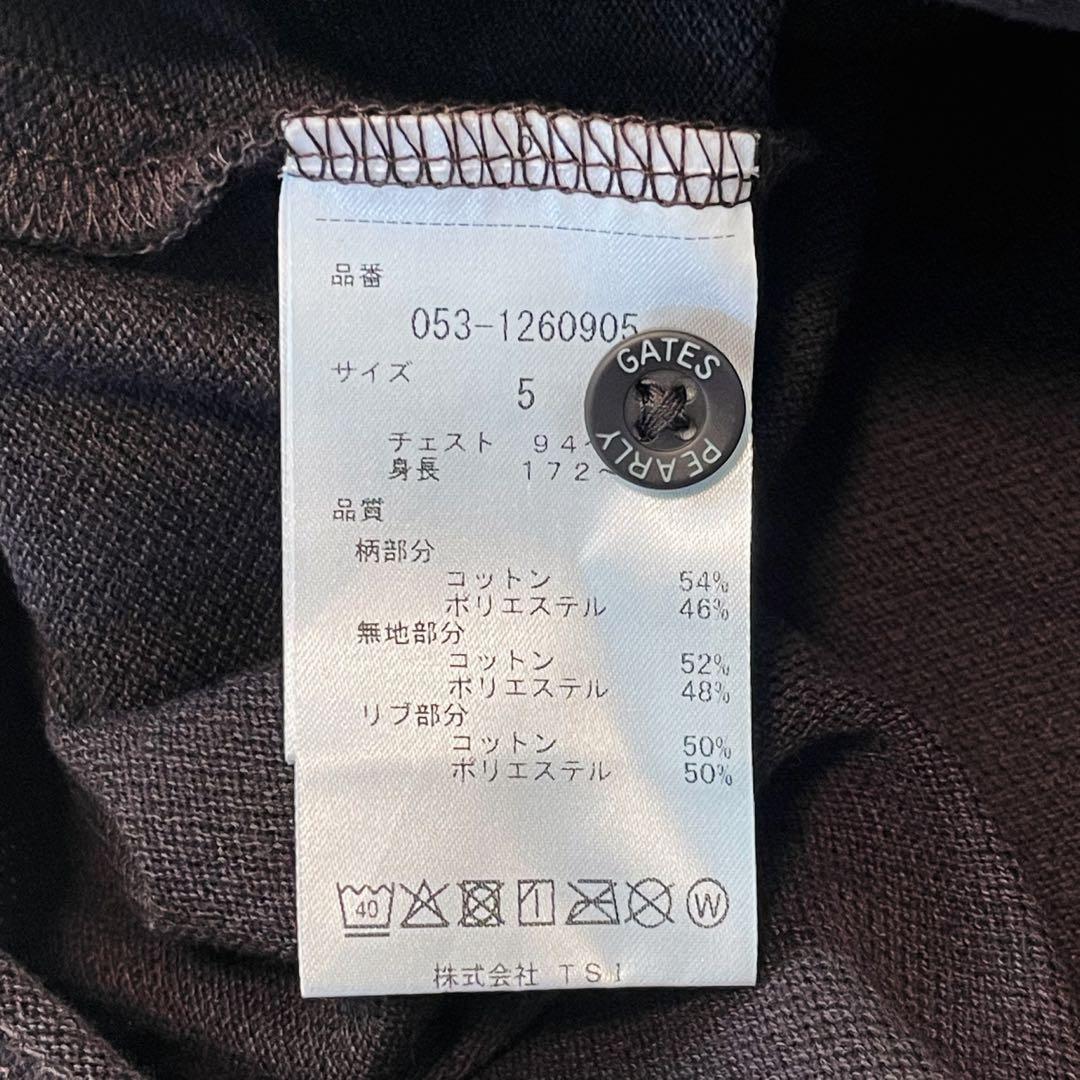 品番
053-1260905
サイズ
5
チェスト 94~
身長 172~
品質
柄部分
コットン 54%
ポリエステル 46%
無地部分
コットン 52%
ポリエステル 48%
リブ部分
コットン 50%
ポリエステル 50%
40
W
株式会社 TSI
GATES
PEARLY